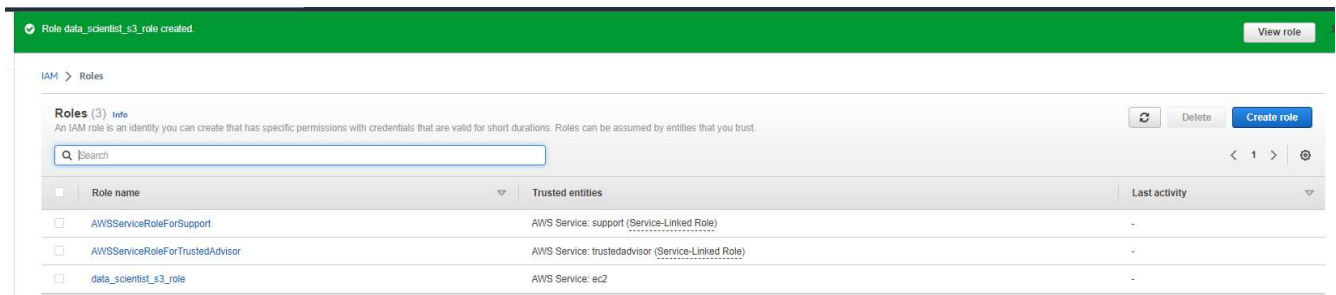 Role data_scientist_s3_role created.
View role
IAM > Roles
Roles (3) Info
An IAM role is an identity you can create that has specific permissions with credentials that are valid for short durations. Roles can be assumed by entities that you trust.
Delete
Create role
Search
< 1 >
Role name Trusted entities Last activity
AWSServiceRoleForSupport AWS Service: support (Service-Linked Role) -
AWSServiceRoleForTrustedAdvisor AWS Service: trustedadvisor (Service-Linked Role) -
data_scientist_s3_role AWS Service: ec2 -